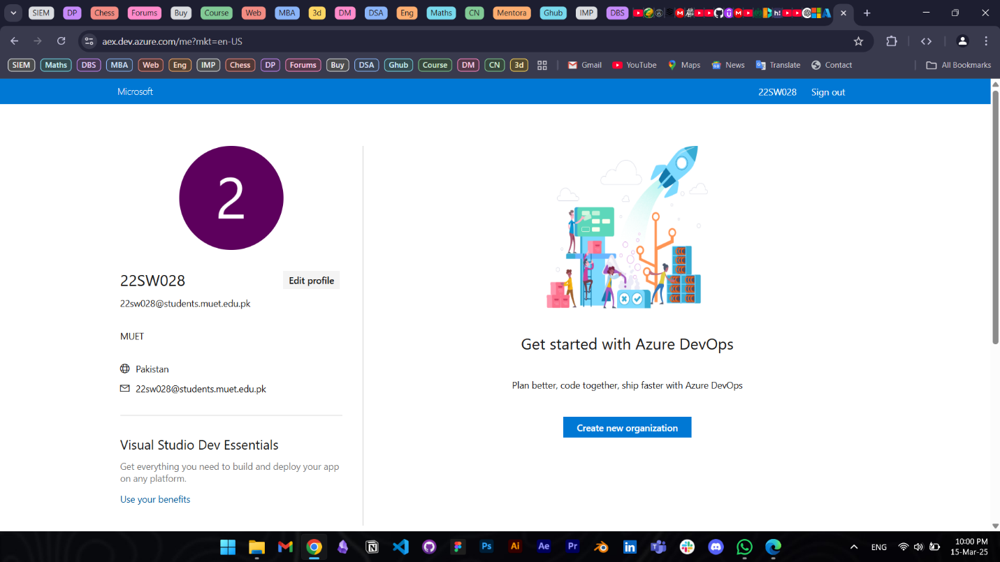 SIEM DP Chess Forums Buy Course Web MBA 3d DM DSA Eng Maths CN Mentora Ghub IMP DBS
aex.dev.azure.com/me?mkt=en-US
SIEM Maths DBS MBA Web Eng IMP Chess DP Forums Buy DSA Ghub Course DM CN 3d Gmail YouTube Maps News Translate Contact All Bookmarks
Microsoft 22SW028 Sign out
2
22SW028 Edit profile
22sw028@students.muet.edu.pk
MUET
Pakistan
22sw028@students.muet.edu.pk
Visual Studio Dev Essentials
Get everything you need to build and deploy your app
on any platform.
Use your benefits
Get started with Azure DevOps
Plan better, code together, ship faster with Azure DevOps
Create new organization
Ps Ai Ae Pr in ENG 10:00 PM
15-Mar-25